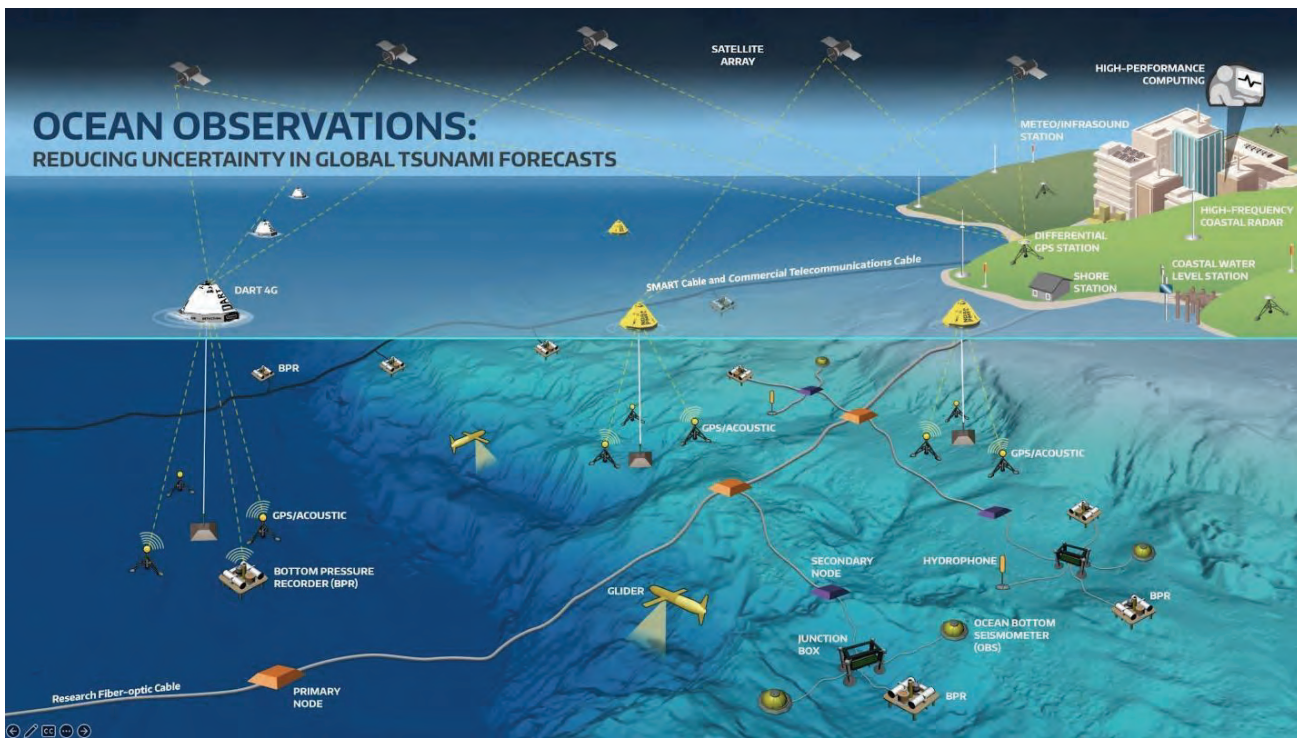 SATELLITE
ARRAY
HIGH-PERFORMANCE
COMPUTING
OCEAN OBSERVATIONS:
REDUCING UNCERTAINTY IN GLOBAL TSUNAMI FORECASTS
METEO/INFRASOUND
STATION
HIGH-FREQUENCY
COASTAL RADAR
DIFFERENTIAL
GPS STATION
COASTAL WATER
LEVEL STATION
SHORE
STATION
SMART Cable and Commercial Telecommunications Cable
DART 4G
DART
BPR
GPS/ACOUSTIC
GPS/ACOUSTIC
GPS/ACOUSTIC
BOTTOM PRESSURE
RECORDER (BPR)
SECONDARY
NODE
HYDROPHONE
GLIDER
BPR
JUNCTION
BOX
OCEAN BOTTOM
SEISMOMETER
(OBS)
BPR
PRIMARY
NODE
Research Fiber-optic Cable
CC